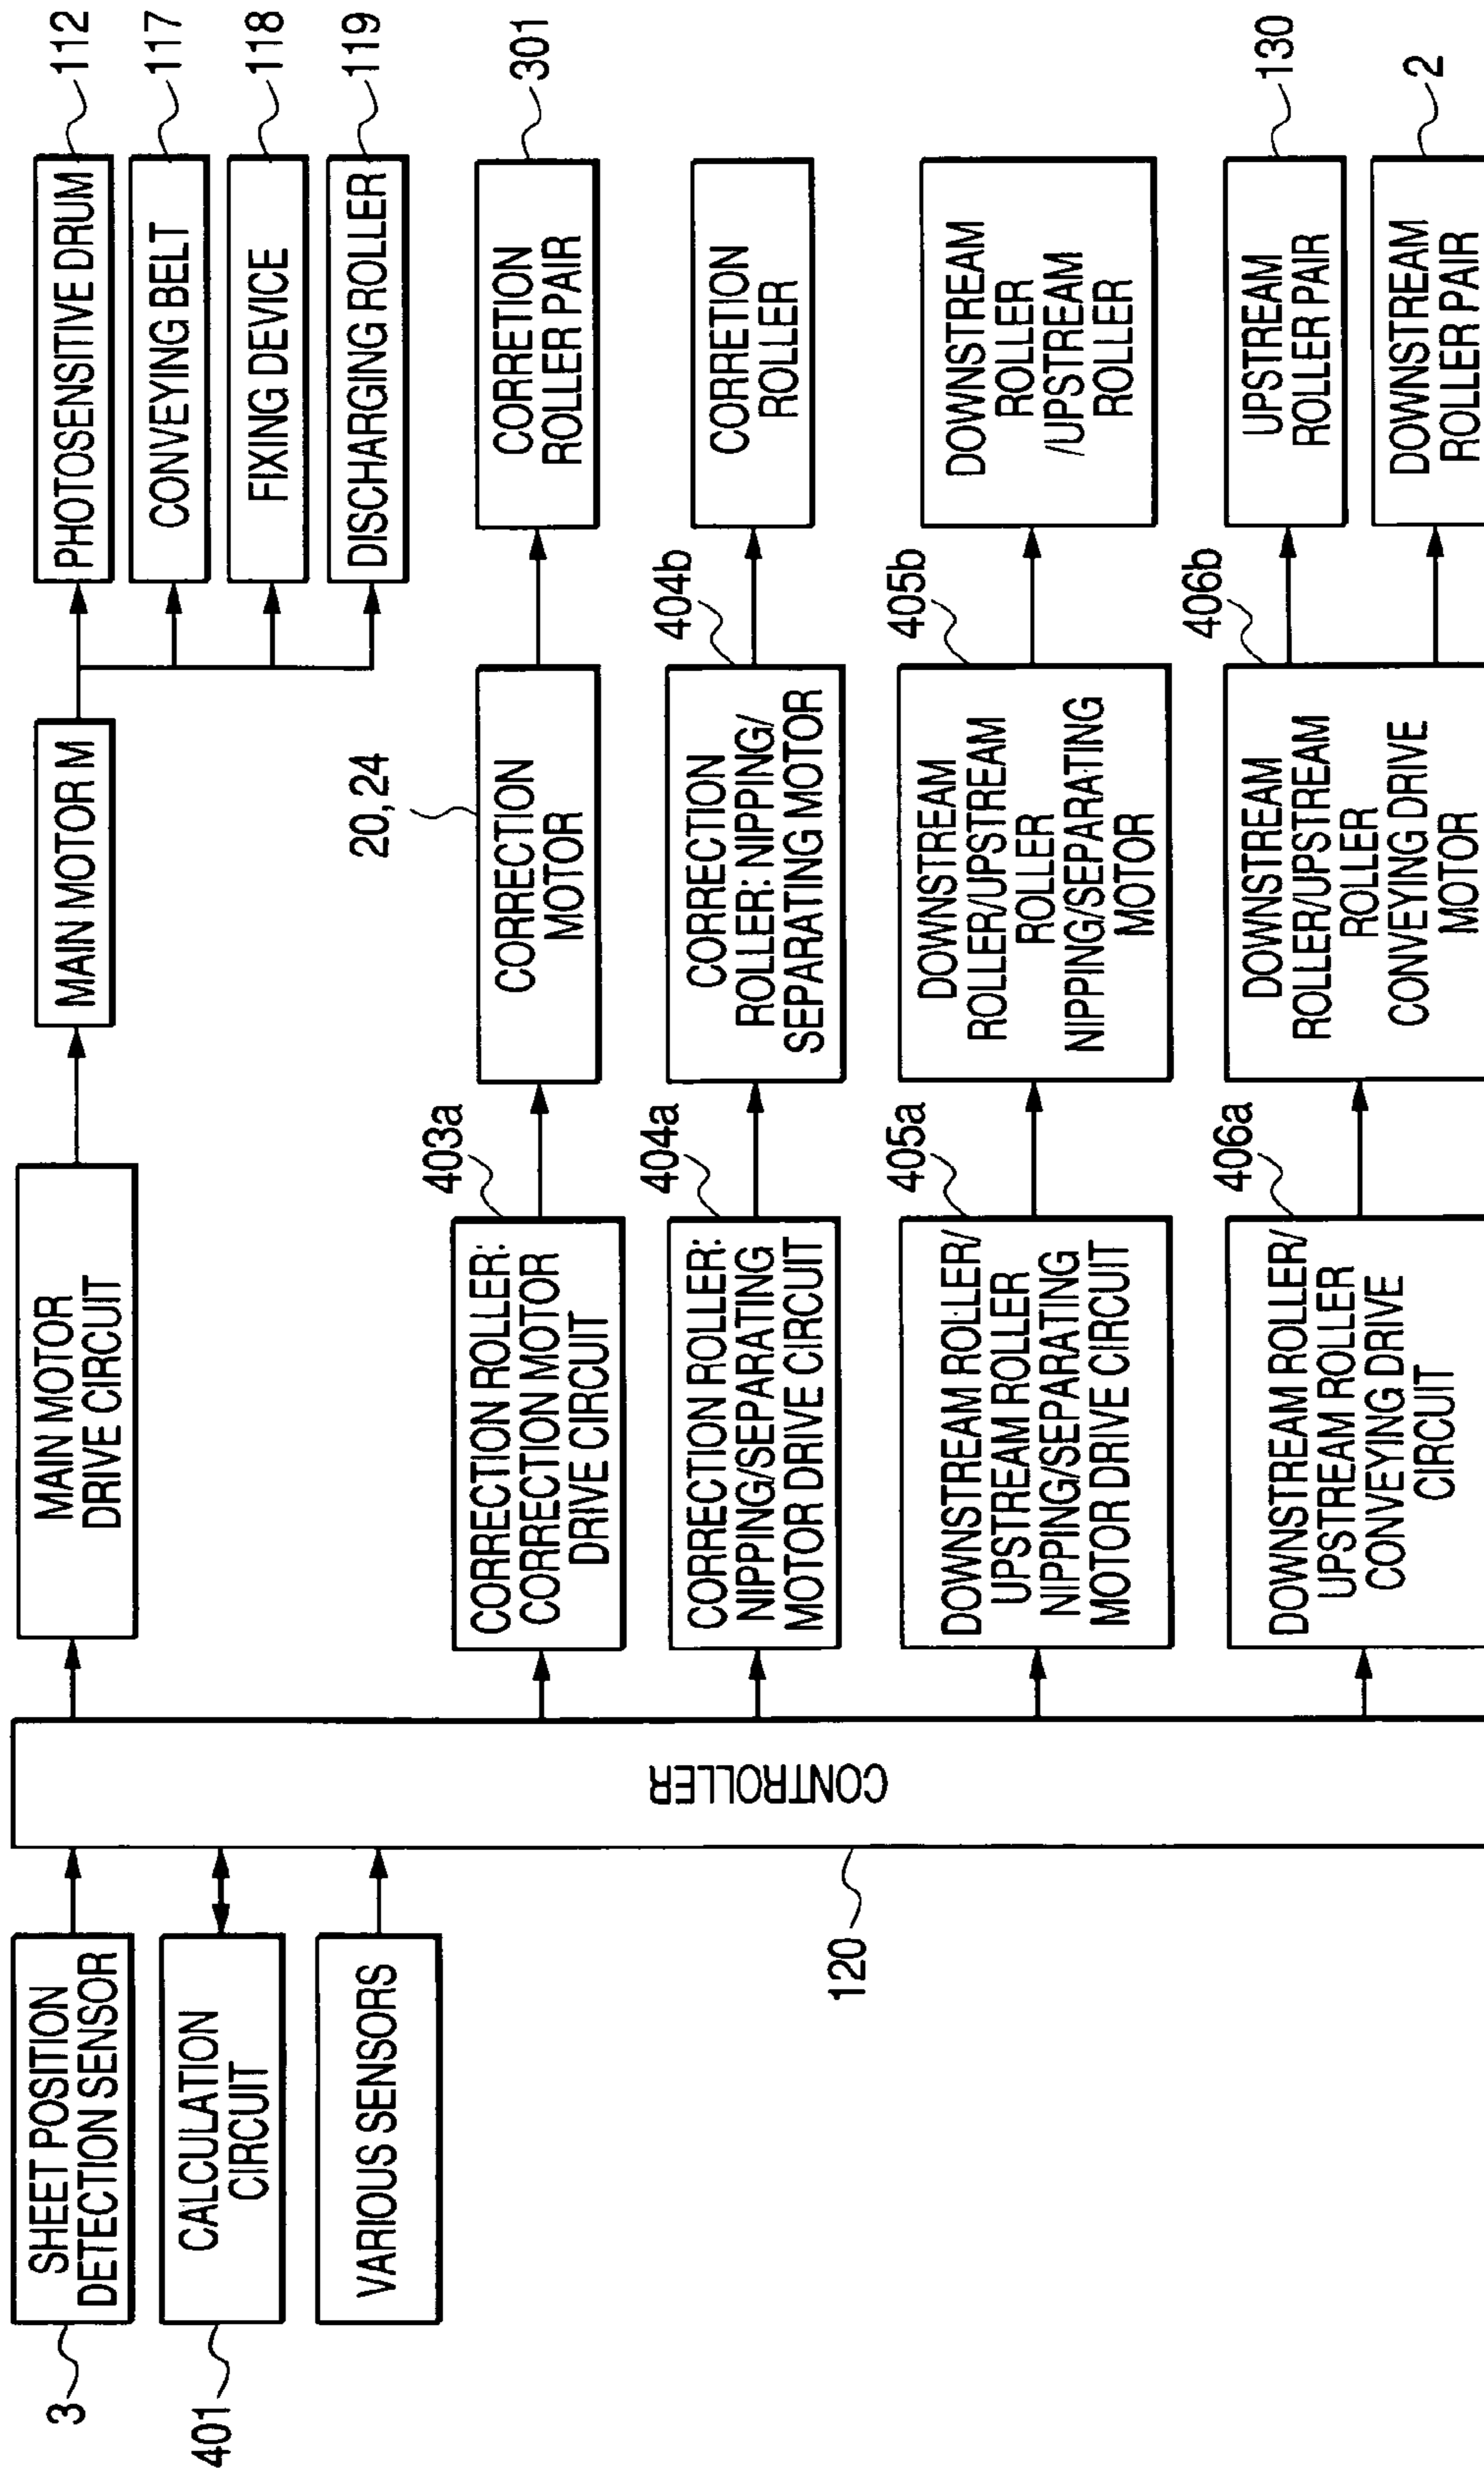 3
SHEET POSITION
DETECTION SENSOR
401
CALCULATION
CIRCUIT
VARIOUS SENSORS
120
CONTROLLER
MAIN MOTOR
DRIVE CIRCUIT
MAIN MOTOR M
PHOTOSENSITIVE DRUM
112
CONVEYING BELT
117
FIXING DEVICE
118
DISCHARGING ROLLER
119
403a
CORRECTION ROLLER:
CORRECTION MOTOR
DRIVE CIRCUIT
20,24
CORRECTION
MOTOR
CORRETION
ROLLER PAIR
301
404a
CORRECTION ROLLER:
NIPPING/SEPARATING
MOTOR DRIVE CIRCUIT
404b
CORRECTION
ROLLER: NIPPING/
SEPARATING MOTOR
CORRETION
ROLLER
405a
DOWNSTREAM ROLLER/
UPSTREAM ROLLER
NIPPING/SEPARATING
MOTOR DRIVE CIRCUIT
405b
DOWNSTREAM
ROLLER/UPSTREAM
ROLLER
NIPPING/SEPARATING
MOTOR
DOWNSTREAM
ROLLER
/UPSTREAM
ROLLER
406a
DOWNSTREAM ROLLER/
UPSTREAM ROLLER
CONVEYING DRIVE
CIRCUIT
406b
DOWNSTREAM
ROLLER/UPSTREAM
ROLLER
CONVEYING DRIVE
MOTOR
UPSTREAM
ROLLER PAIR
130
DOWNSTREAM
ROLLER PAIR
2